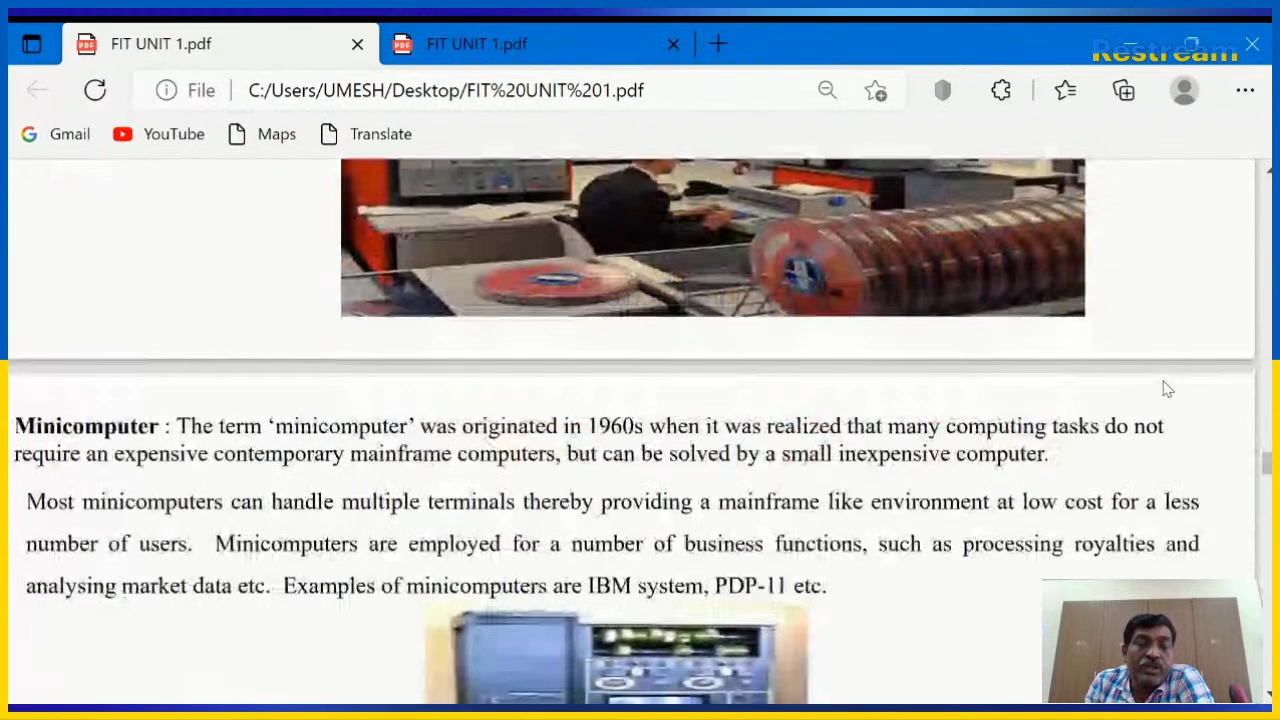 FIT UNIT 1.pdf
FIT UNIT 1.pdf
Restream
File
C:/Users/UMESH/Desktop/FIT%20UNIT%201.pdf
Gmail
YouTube
Maps
Translate
Minicomputer : The term ‘minicomputer’ was originated in 1960s when it was realized that many computing tasks do not
require an expensive contemporary mainframe computers, but can be solved by a small inexpensive computer.
Most minicomputers can handle multiple terminals thereby providing a mainframe like environment at low cost for a less
number of users. Minicomputers are employed for a number of business functions, such as processing royalties and
analysing market data etc. Examples of minicomputers are IBM system, PDP-11 etc.